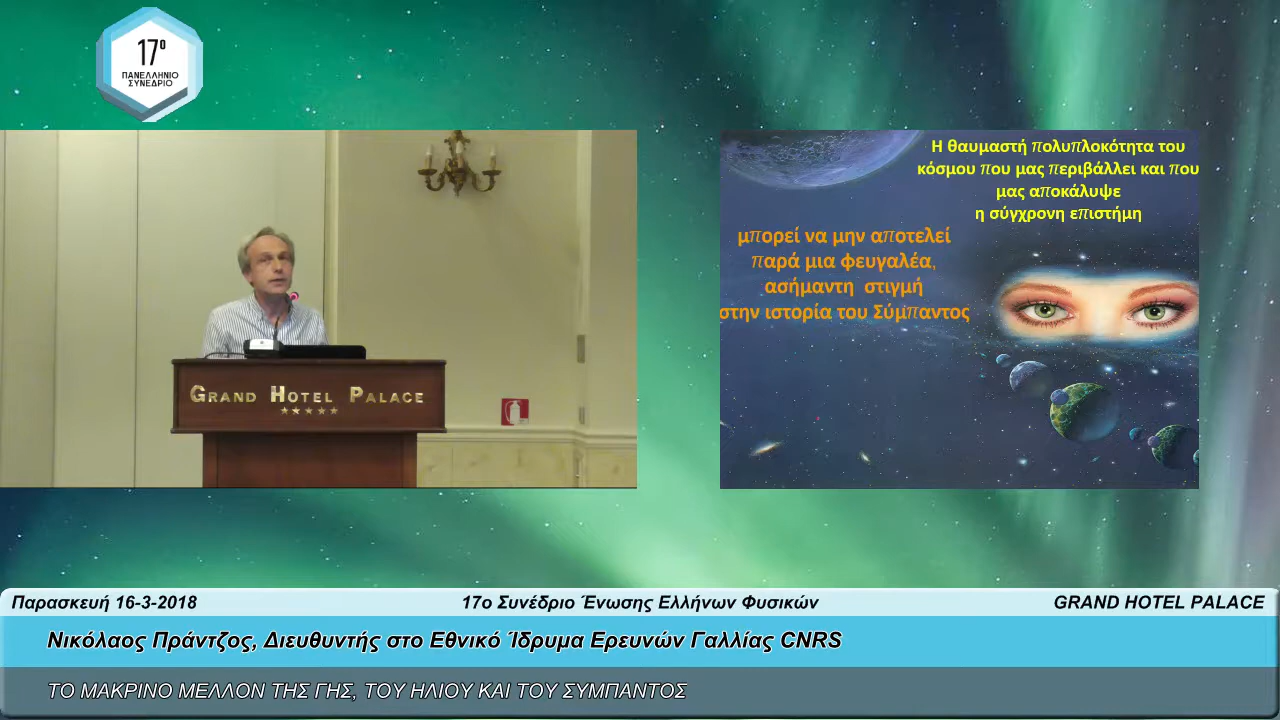 17ο
ΠΑΝΕΛΛΗΝΙΟ
ΣΥΝΕΔΡΙΟ
GRAND HOTEL PALACE
★★★★★
Η θαυμαστή πολυπλοκότητα του
κόσμου που μας περιβάλλει και που
μας αποκάλυψε
η σύγχρονη επιστήμη
μπορεί να μην αποτελεί
παρά μια φευγαλέα,
ασήμαντη στιγμή
στην ιστορία του Σύμπαντος
Παρασκευή 16-3-2018
17ο Συνέδριο Ένωσης Ελλήνων Φυσικών
GRAND HOTEL PALACE
Νικόλαος Πράντζος, Διευθυντής στο Εθνικό Ίδρυμα Ερευνών Γαλλίας CNRS
ΤΟ ΜΑΚΡΙΝΟ ΜΕΛΛΟΝ ΤΗΣ ΓΗΣ, ΤΟΥ ΗΛΙΟΥ ΚΑΙ ΤΟΥ ΣΥΜΠΑΝΤΟΣ